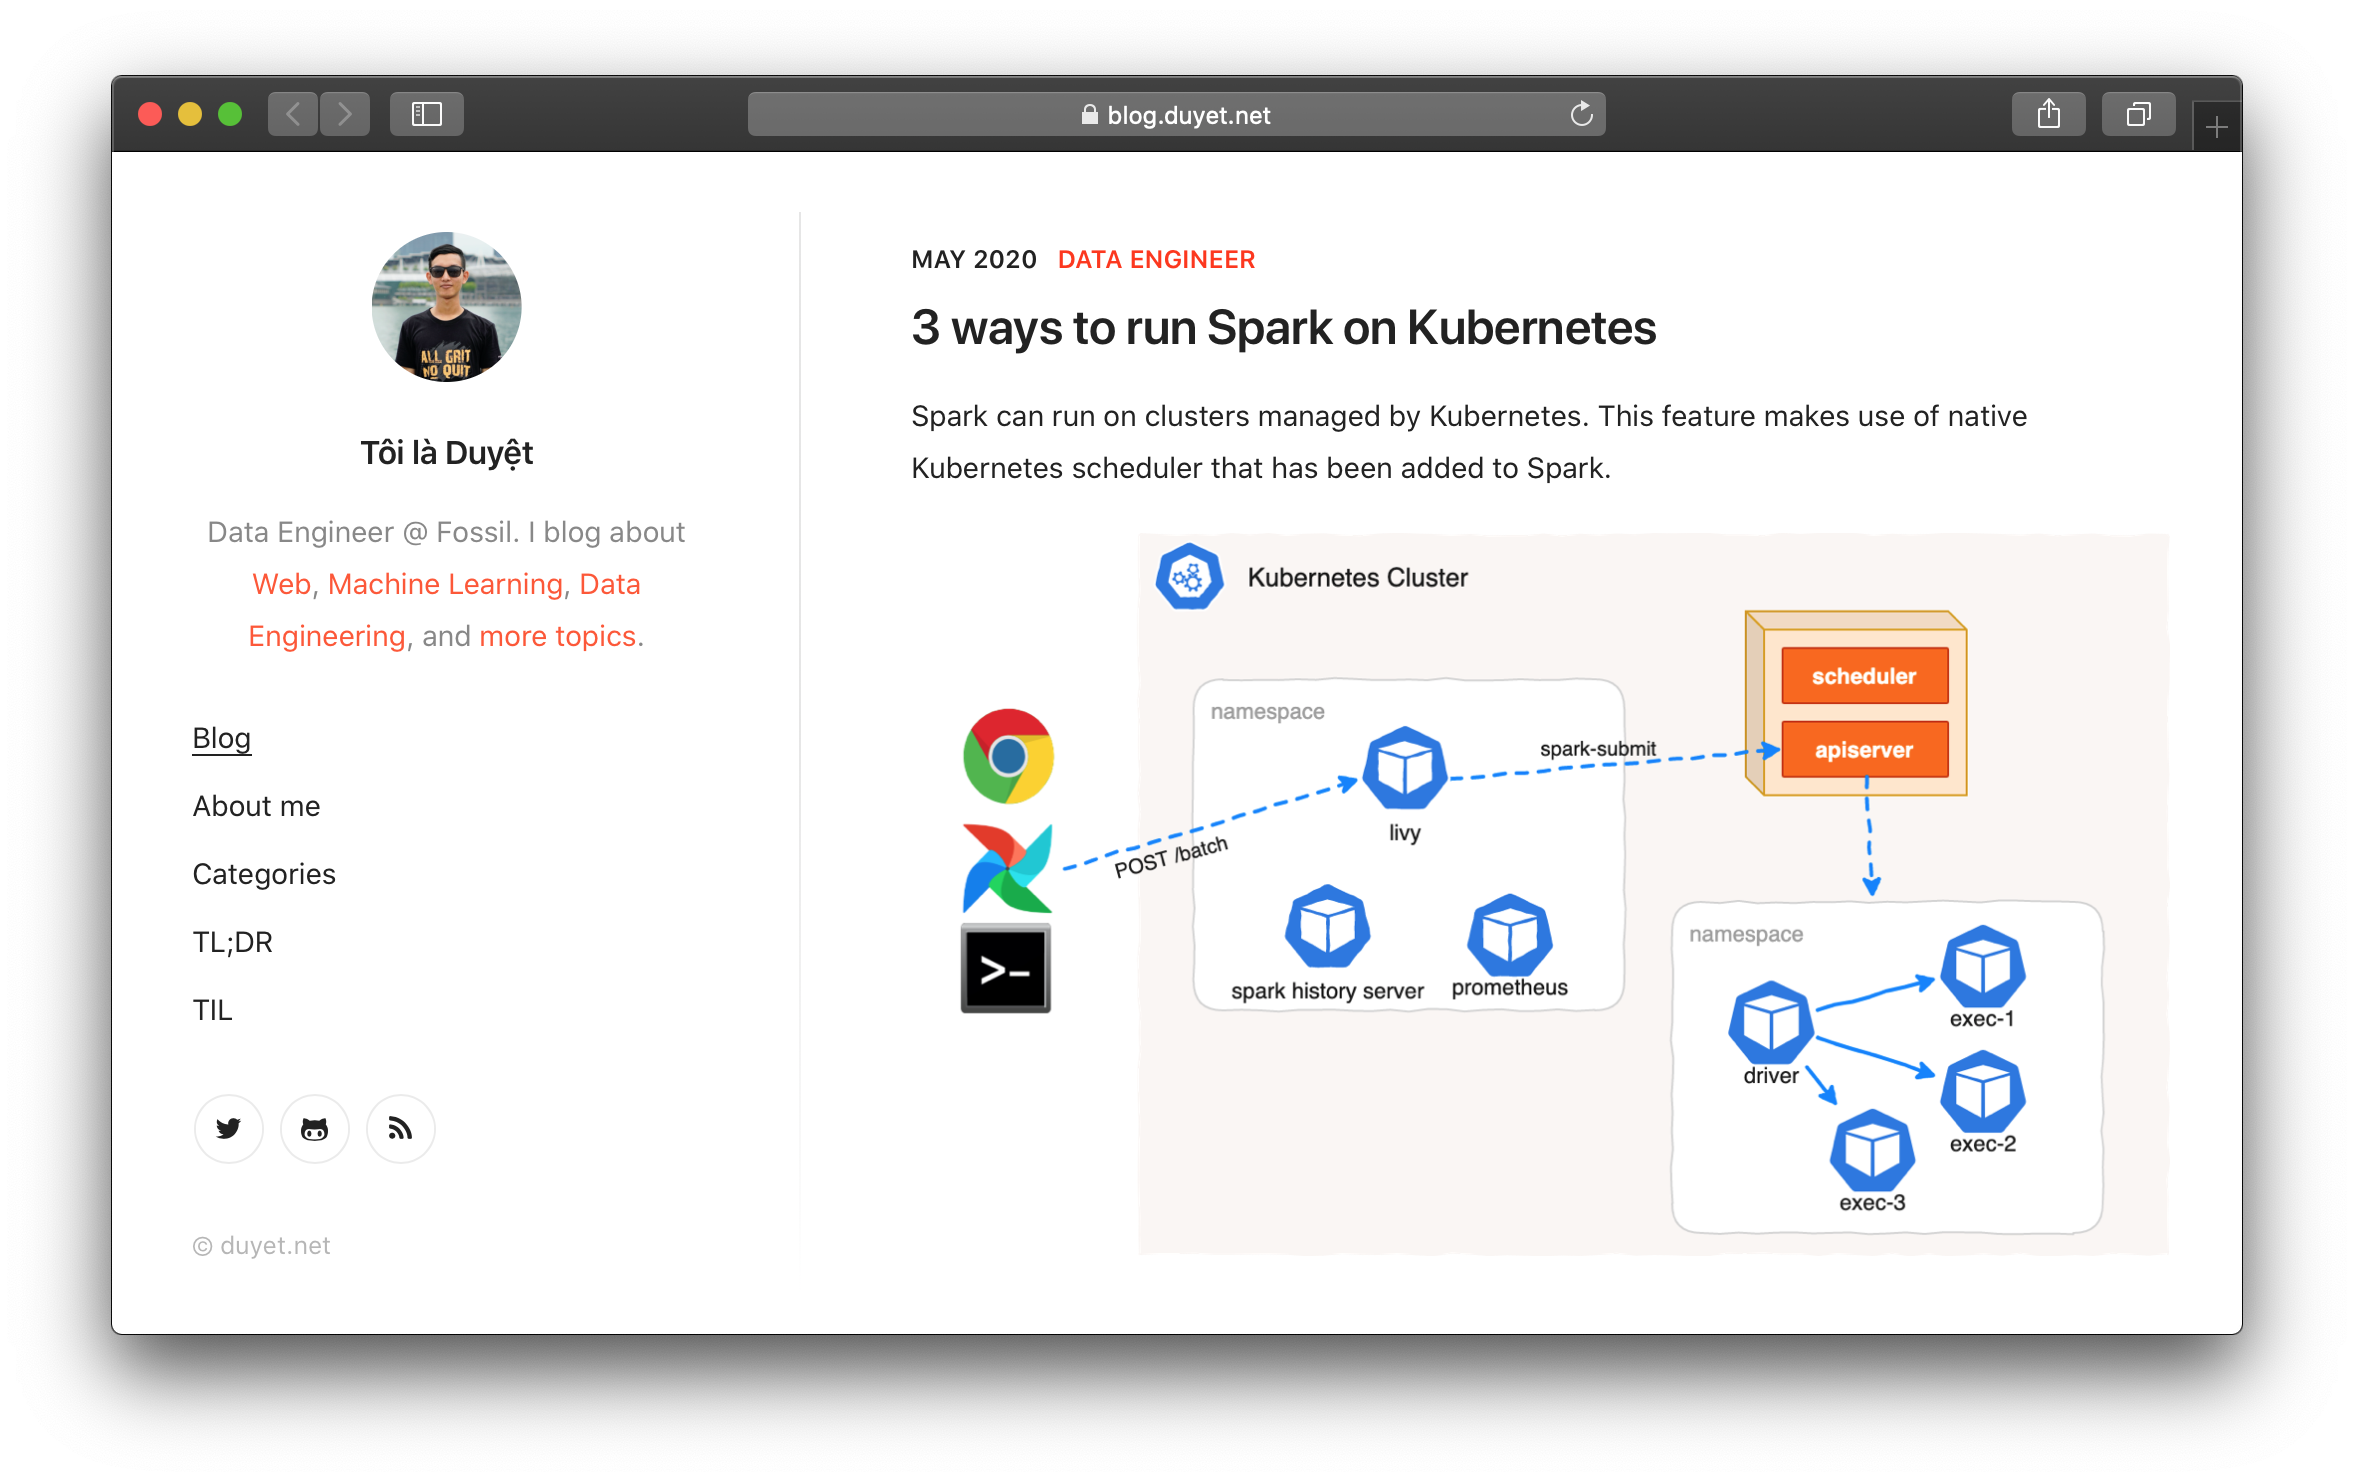 blog.duyet.net
ALL GRIT
NO QUIT
Tôi là Duyệt
Data Engineer @ Fossil. I blog about
Web, Machine Learning, Data
Engineering, and more topics.
Blog
About me
Categories
TL;DR
TIL
© duyet.net
MAY 2020 DATA ENGINEER
3 ways to run Spark on Kubernetes
Spark can run on clusters managed by Kubernetes. This feature makes use of native
Kubernetes scheduler that has been added to Spark.
Kubernetes Cluster
scheduler
apiserver
namespace
spark-submit
livy
POST /batch
>-
spark history server
prometheus
namespace
driver
exec-1
exec-2
exec-3